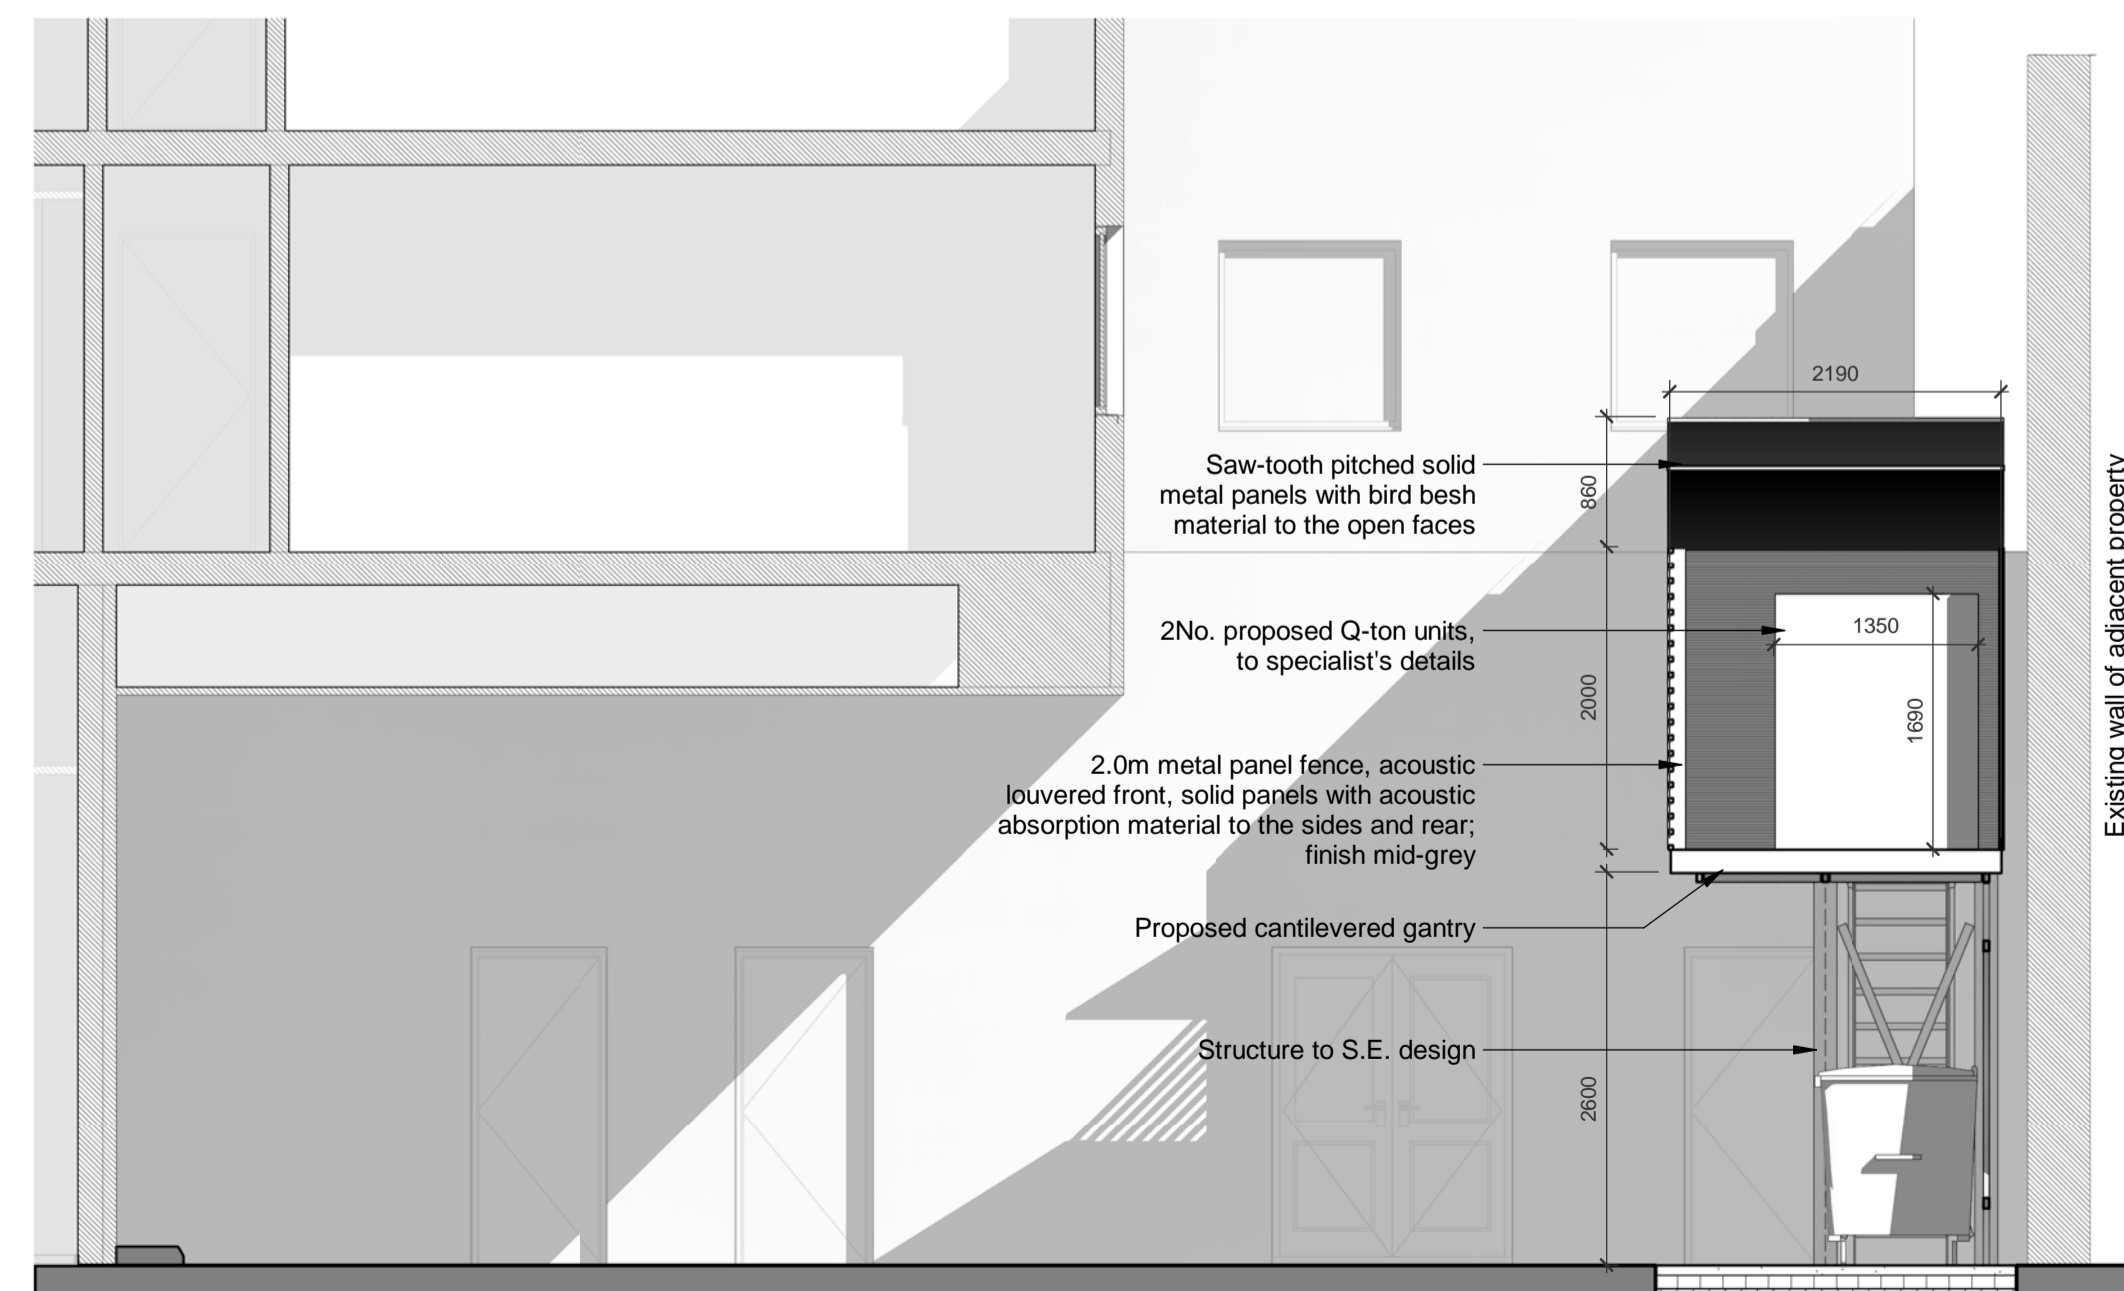 2190
Saw-tooth pitched solid
metal panels with bird besh
material to the open faces
860
2No. proposed Q-ton units,
to specialist's details
1350
2000
1690
2.0m metal panel fence, acoustic
louvered front, solid panels with acoustic
absorption material to the sides and rear;
finish mid-grey
Proposed cantilevered gantry
Structure to S.E. design
2600
Existing wall of adjacent property